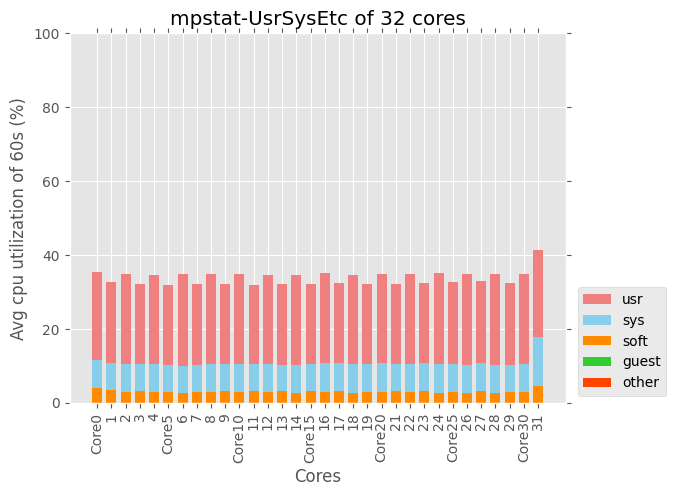 mpstat-UsrSysEtc of 32 cores
Avg cpu utilization of 60s (%)
100
80
60
40
20
0
Core0
1
2
3
4
Core5
6
7
8
9
Core10
11
12
13
14
Core15
16
17
18
19
Core20
21
22
23
24
Core25
26
27
28
29
Core30
31
Cores
usr
sys
soft
guest
other